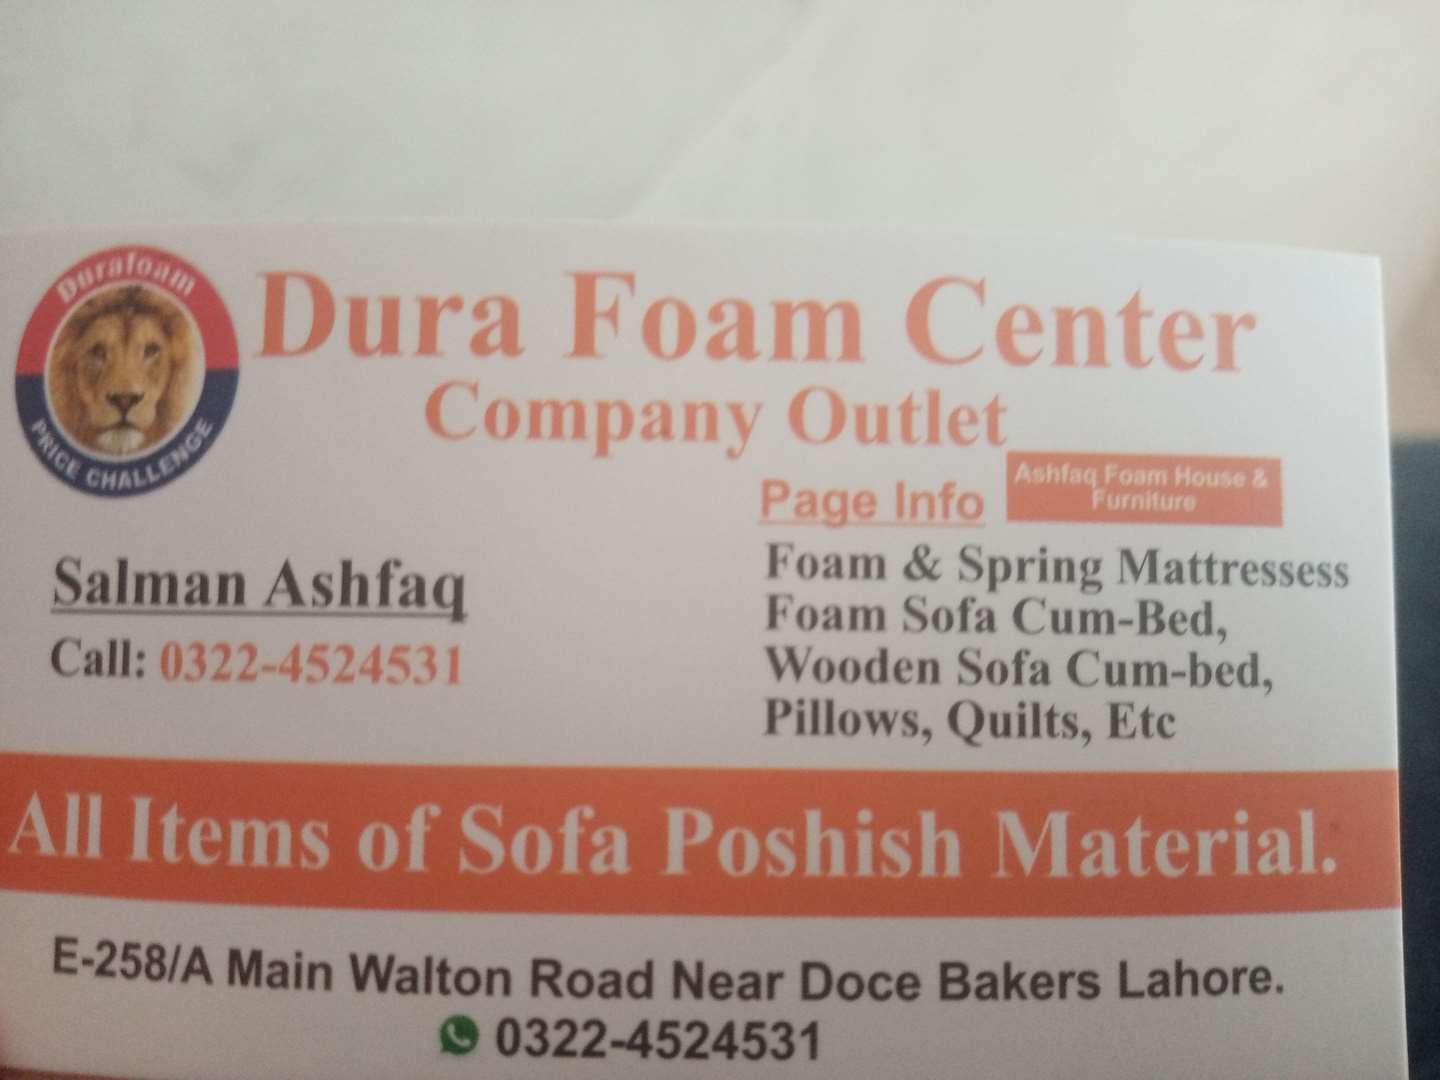 Durafoam
PRICE CHALLENGE
Dura Foam Center
Company Outlet
Page Info
Ashfaq Foam House &
Furniture
Salman Ashfaq
Call: 0322-4524531
Foam & Spring Mattressess
Foam Sofa Cum-Bed,
Wooden Sofa Cum-bed,
Pillows, Quilts, Etc
All Items of Sofa Poshish Material.
E-258/A Main Walton Road Near Doce Bakers Lahore.
0322-4524531